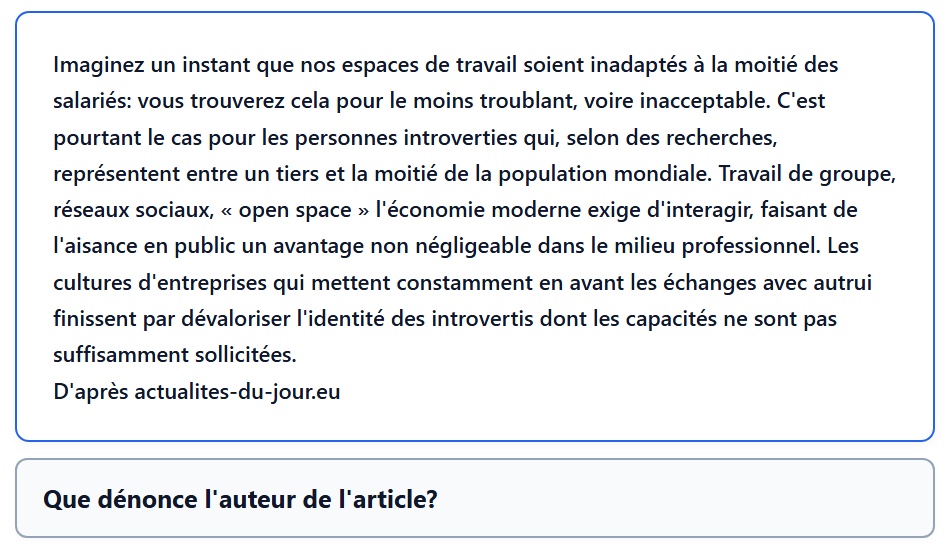 Imaginez un instant que nos espaces de travail soient inadaptés à la moitié des
salariés: vous trouverez cela pour le moins troublant, voire inacceptable. C'est
pourtant le cas pour les personnes introverties qui, selon des recherches,
représentent entre un tiers et la moitié de la population mondiale. Travail de groupe,
réseaux sociaux, « open space » l'économie moderne exige d'interagir, faisant de
l'aisance en public un avantage non négligeable dans le milieu professionnel. Les
cultures d'entreprises qui mettent constamment en avant les échanges avec autrui
finissent par dévaloriser l'identité des introvertis dont les capacités ne sont pas
suffisamment sollicitées.
D'après actualites-du-jour.eu
Que dénonce l'auteur de l'article?